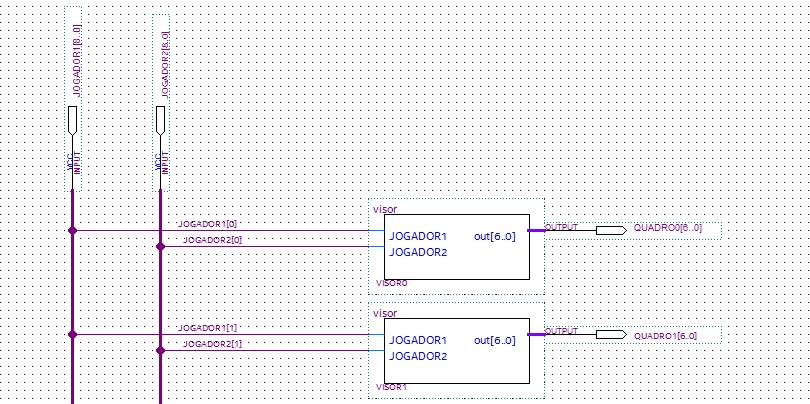 JOGADOR1[8..0]
JOGADOR2[8..0]
VCC
INPUT
VCC
INPUT
visor
JOGADOR1[0]
JOGADOR2[0]
JOGADOR1 out[6..0]
JOGADOR2
VISOR0
OUTPUT QUADRO0[6..0]
visor
JOGADOR1[1]
JOGADOR2[1]
JOGADOR1 out[6..0]
JOGADOR2
VISOR1
OUTPUT QUADRO1[6..0]